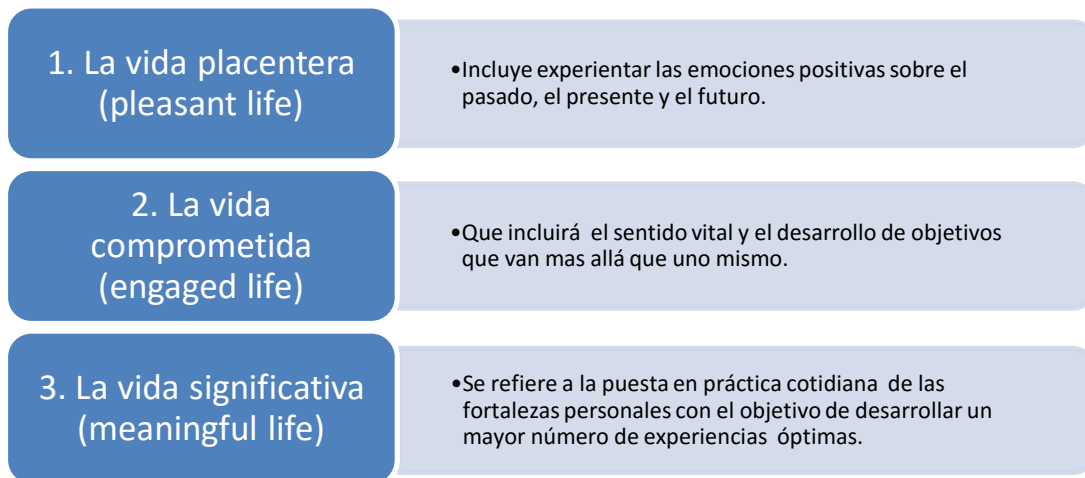 1. La vida placentera
(pleasant life)
•Incluye experientar las emociones positivas sobre el
pasado, el presente y el futuro.
2. La vida
comprometida
(engaged life)
•Que incluirá el sentido vital y el desarrollo de objetivos
que van mas allá que uno mismo.
3. La vida significativa
(meaningful life)
•Se refiere a la puesta en práctica cotidiana de las
fortalezas personales con el objetivo de desarrollar un
mayor número de experiencias óptimas.